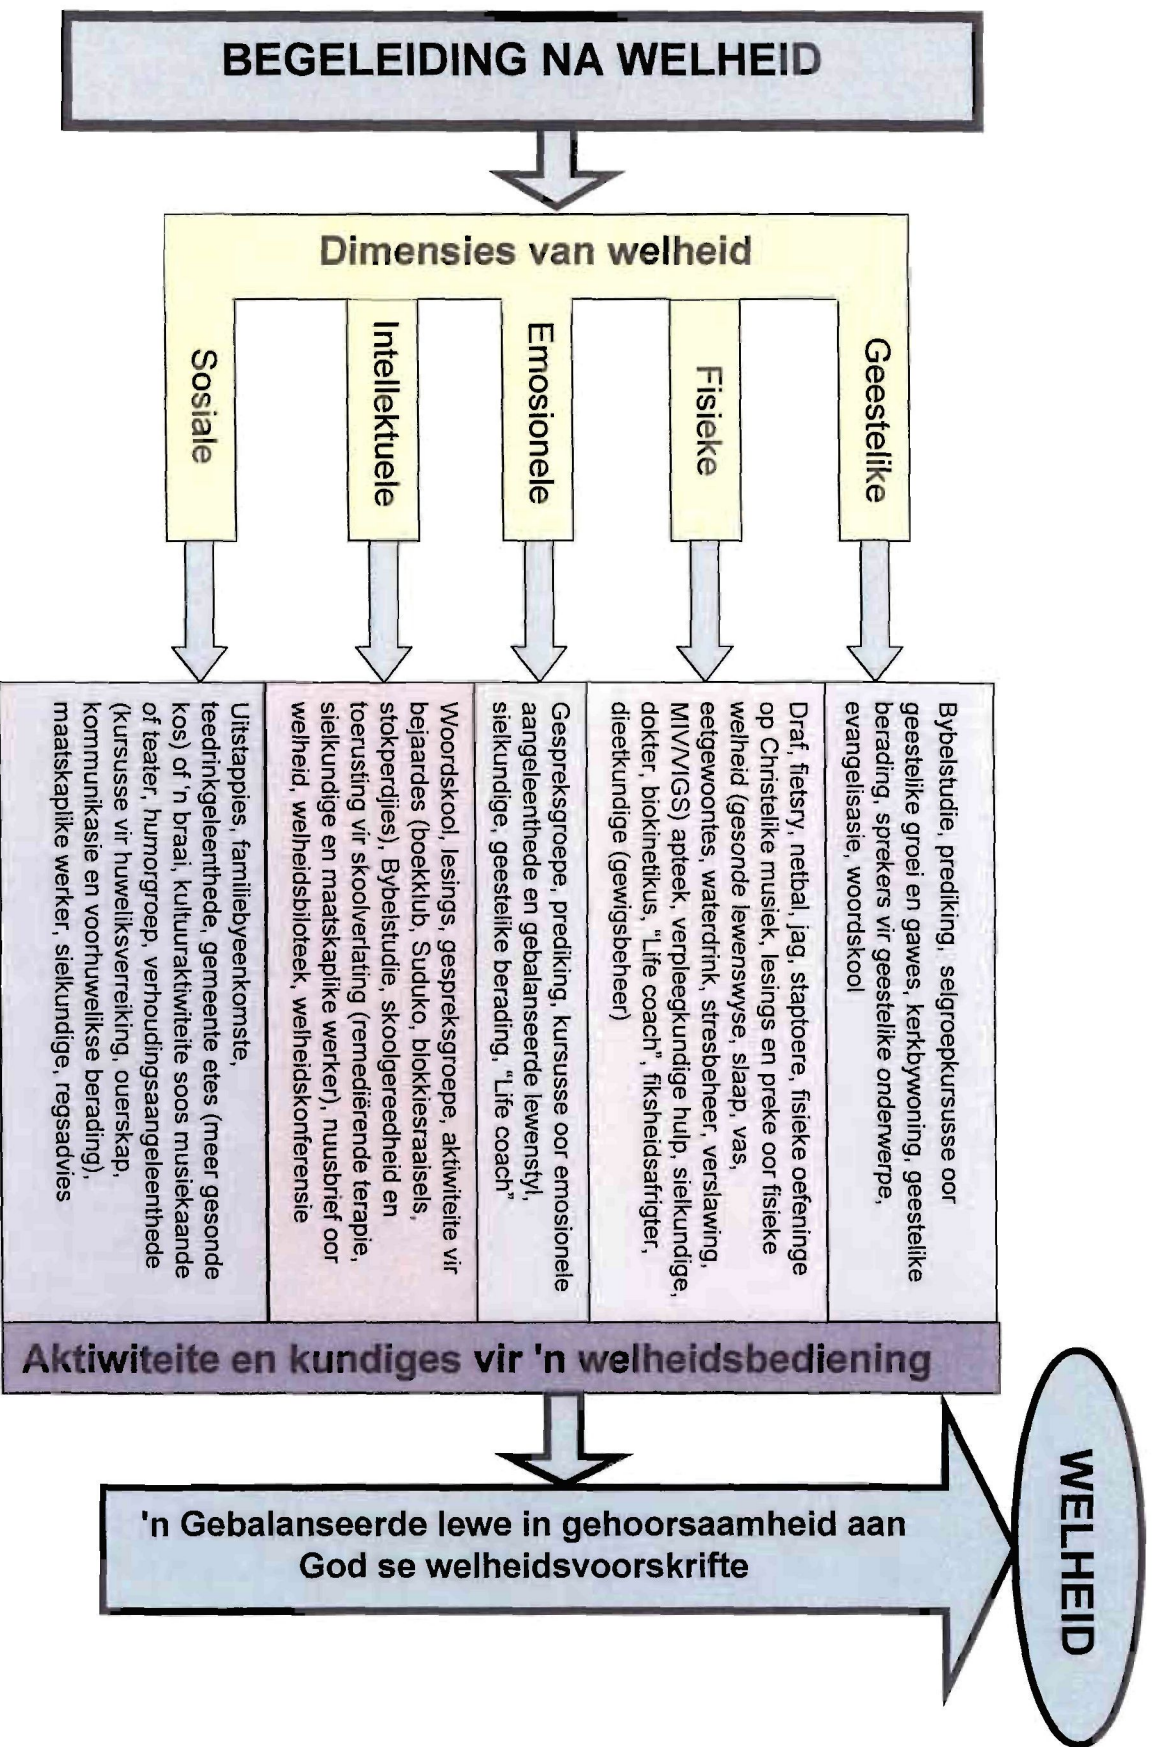 BEGELEIDING NA WELHEID
Dimensies van welheid
Sosiale
Intellektuele
Emosionele
Fisieke
Geestelike
Uitstappies, familiebyeenkomste,
teedrinkgeleenthede, gemeente etes (meer gesonde
kos) of 'n braai, kultuuraktiwiteite soos musiekaande
of teater, humorgroep, verhoudingsaangeleenthede
(kursusse vir huweliksverreiking, ouerskap,
kommunikasie en voorhuwelikse berading),
maatskaplike werker, sielkundige, regsadvies
Woordskool, lesings, gespreksgroepe, aktiwiteite vir
bejaardes (boekklub, Suduko, blokkiesraaisels,
stokperdjies), Bybelstudie, skoolgereedheid en
toerusting vir skoolverlating (remediërende terapie,
sielkundige en maatskaplike werker), nuusbrief oor
welheid, welheidsbiloteek, welheidskonferensie
Gespreksgroepe, prediking, kursusse oor emosionele
aangeleenthede en gebalanseerde lewenstyl,
sielkundige, geestelike berading, “Life coach”
Draf, fietsry, netbal, jag, staptoere, fisieke oefeninge
op Christelike musiek, lesings en preke oor fisieke
welheid (gesonde lewenswyse, slaap, vas,
eetgewoontes, waterdrink, stresbeheer, verslawing,
MIV/VIGS) apteek, verpleegkundige hulp, sielkundige,
dokter, biokinetikus, “Life coach”, fiksheidsafrigter,
dieetkundige (gewigsbeheer)
Bybelstudie, prediking, selgroepkursusse oor
geestelike groei en gawes, kerkbywoning, geestelike
berading, sprekers vir geestelike onderwerpe,
evangelisasie, woordskool
Aktiwiteite en kundiges vir 'n welheidsbediening
'n Gebalanseerde lewe in gehoorsaamheid aan
God se welheidsvoorskrifte
WELHEID